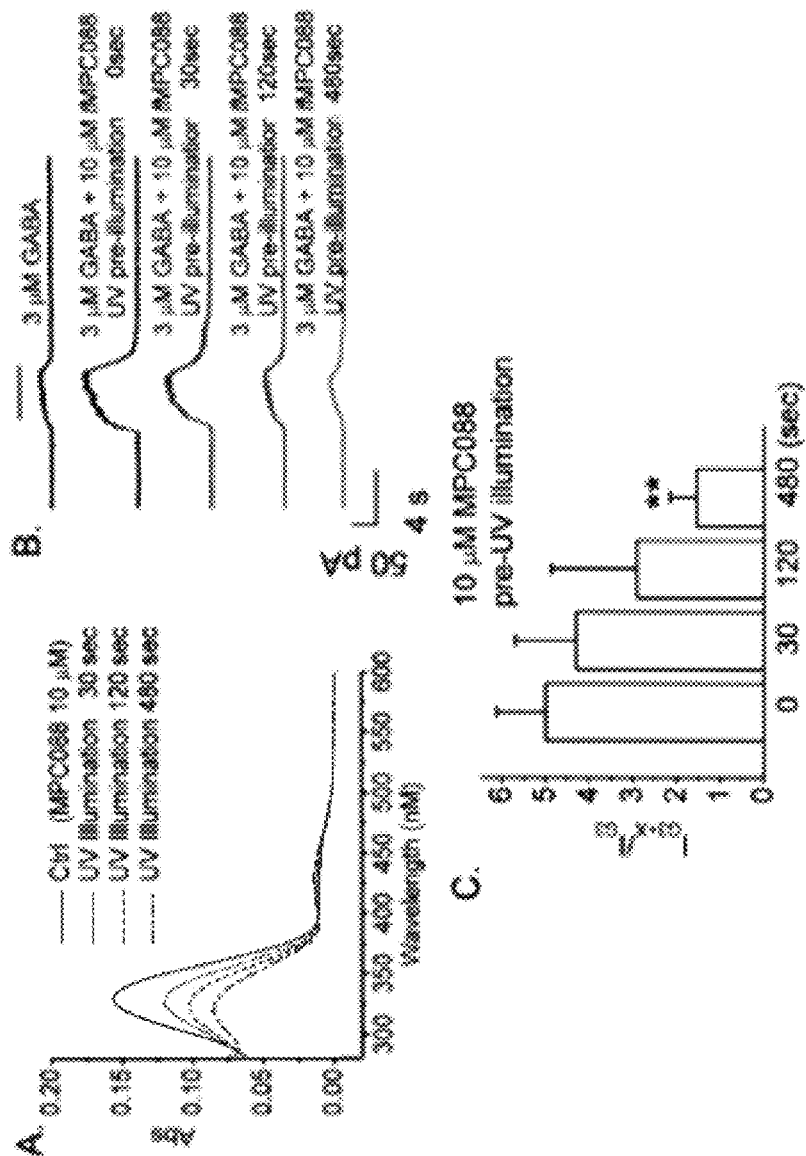 A.
Abs
0.20
0.15
0.10
0.05
0.00
300 350 400 450 500 550 600
Wavelength (nM)
Ctrl (MPC088 10 μM)
UV illumination 30 sec
UV illumination 120 sec
UV illumination 480 sec
B.
3 μM GABA
3 μM GABA + 10 μM MPC088
UV pre-illumination 0sec
3 μM GABA + 10 μM MPC088
UV pre-illumination 30sec
3 μM GABA + 10 μM MPC088
UV pre-illumination 120sec
3 μM GABA + 10 μM MPC088
UV pre-illumination 480sec
50 pA
4 s
C.
10 μM MPC088
pre-UV illumination
I G3+X/I G3
6
5
4
3
2
1
0
**
0 30 120 480 (sec)